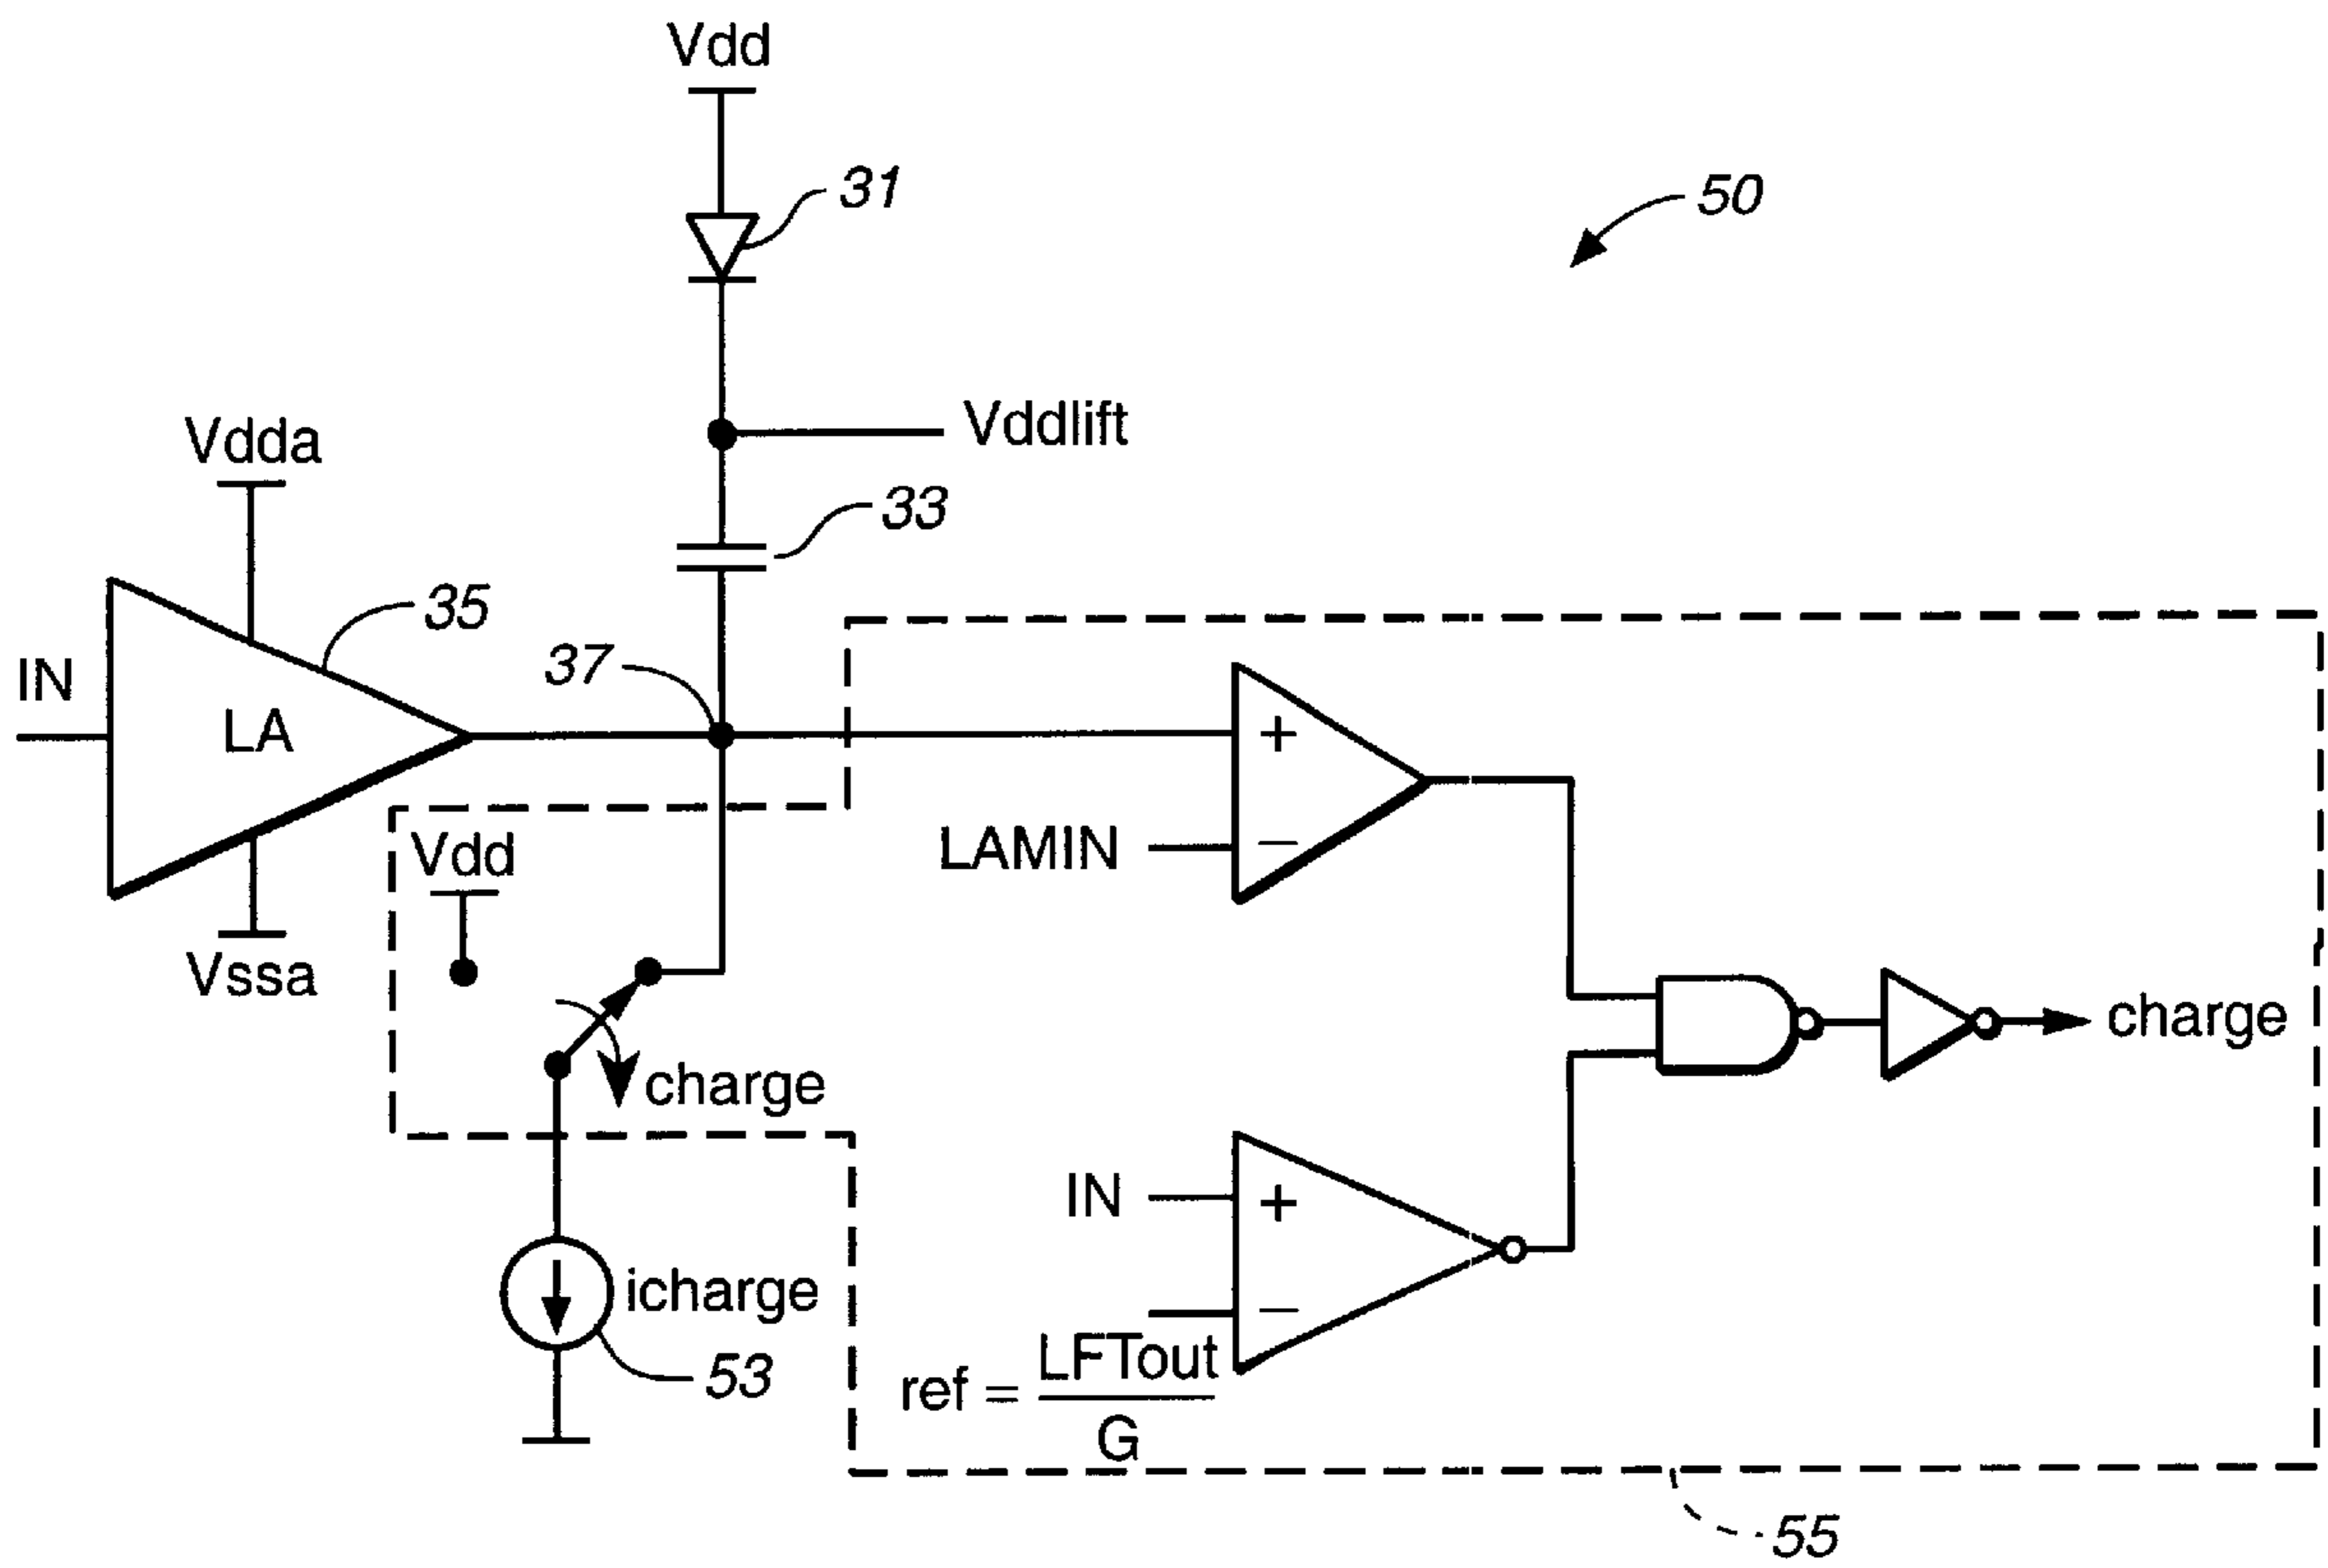 Vdd
31
50
Vddlift
Vdda
33
35
IN
37
LA
+
Vdd
LAMIN
−
Vssa
charge
charge
IN
+
icharge
−
53
ref = LFTout
G
55